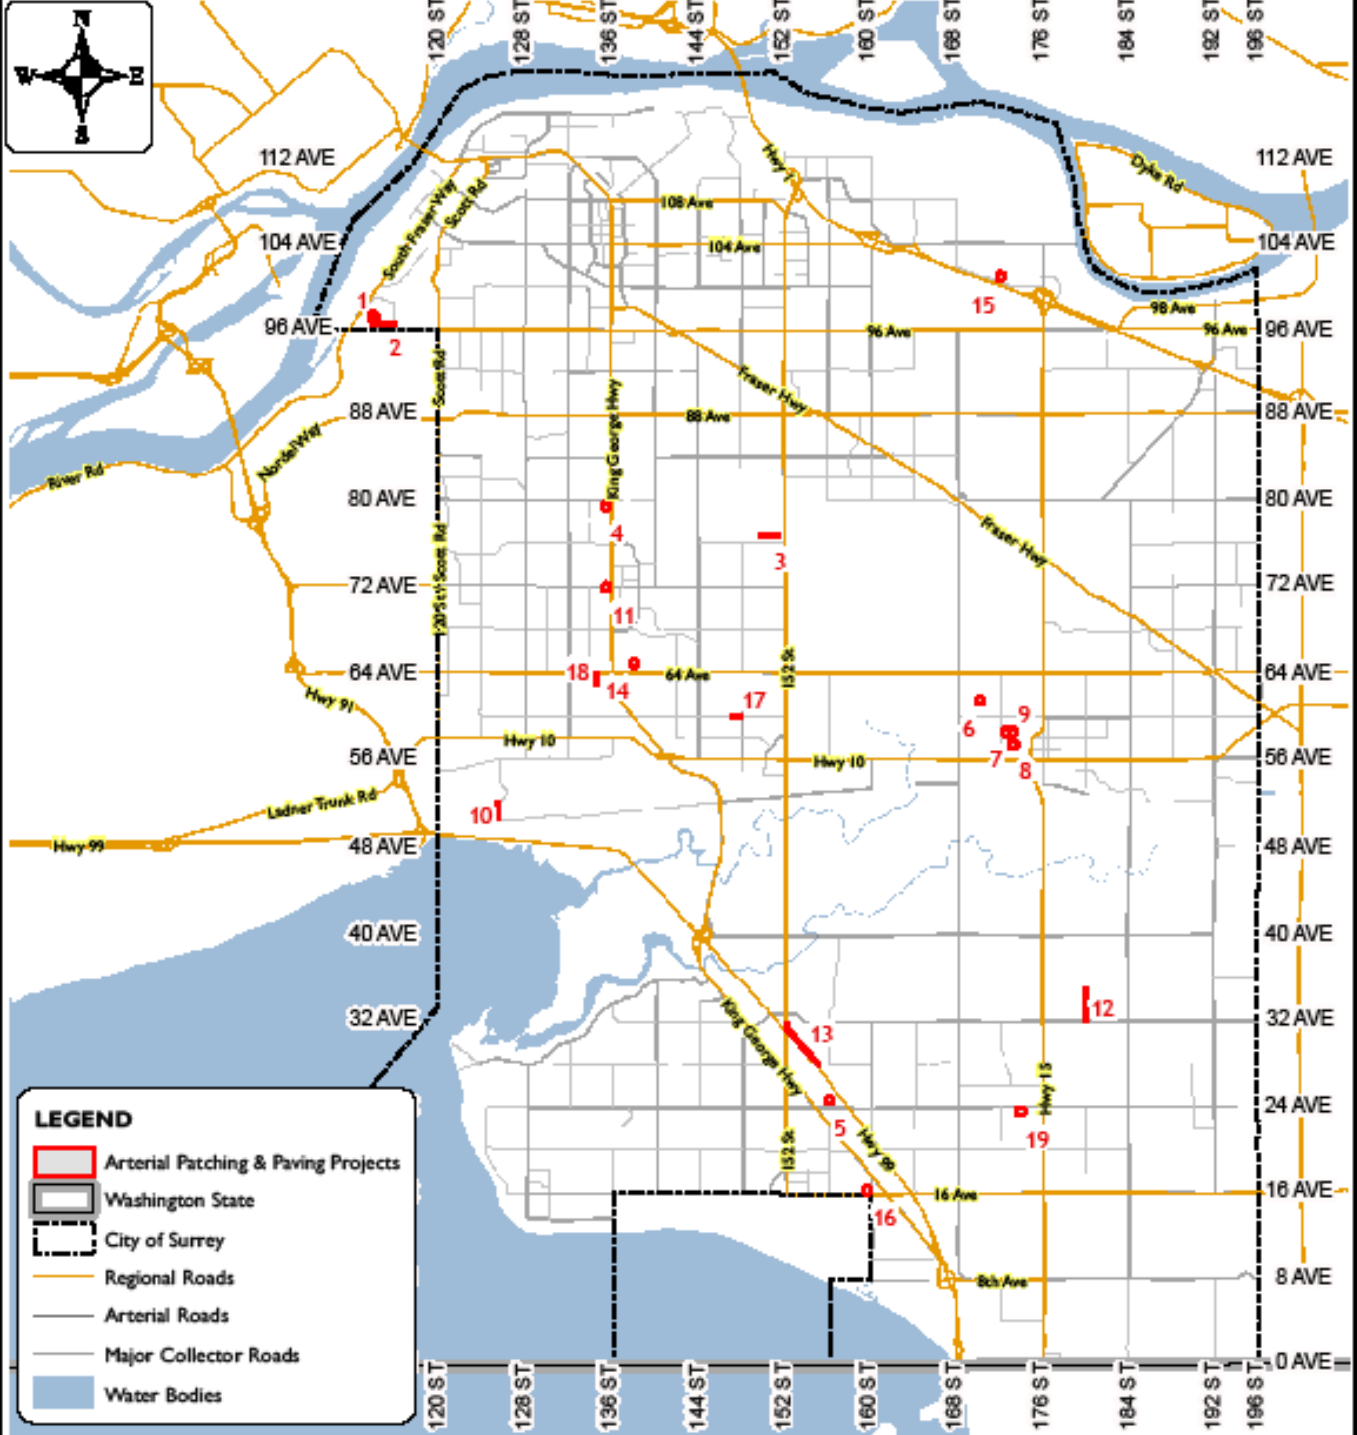 N
W E
S
120 ST
128 ST
136 ST
144 ST
152 ST
160 ST
168 ST
176 ST
184 ST
192 ST
196 ST
112 AVE
Hwy 1
Dyke Rd
112 AVE
South Fraser Way
Scott Rd
108 Ave
104 AVE
104 Ave
104 AVE
15
98 Ave
1
96 AVE
2
96 Ave
96 Ave
96 AVE
Scott Rd
King George Hwy
Fraser Hwy
88 AVE
88 Ave
88 AVE
Nordel Way
River Rd
80 AVE
80 AVE
4
3
120 St / Scott Rd
Fraser Hwy
72 AVE
72 AVE
11
152 St
64 AVE
18
14
64 Ave
64 AVE
Hwy 91
17
6
9
7
8
56 AVE
Hwy 10
Hwy 10
56 AVE
Ladner Trunk Rd
10
Hwy 99
48 AVE
48 AVE
40 AVE
40 AVE
King George Hwy
12
32 AVE
13
32 AVE
Hwy 15
24 AVE
5
19
152 St
Hwy 99
16 Ave
16 AVE
16
8th Ave
8 AVE
0 AVE
LEGEND
Arterial Patching & Paving Projects
Washington State
City of Surrey
Regional Roads
Arterial Roads
Major Collector Roads
Water Bodies
120 ST
128 ST
136 ST
144 ST
152 ST
160 ST
168 ST
176 ST
184 ST
192 ST
196 ST